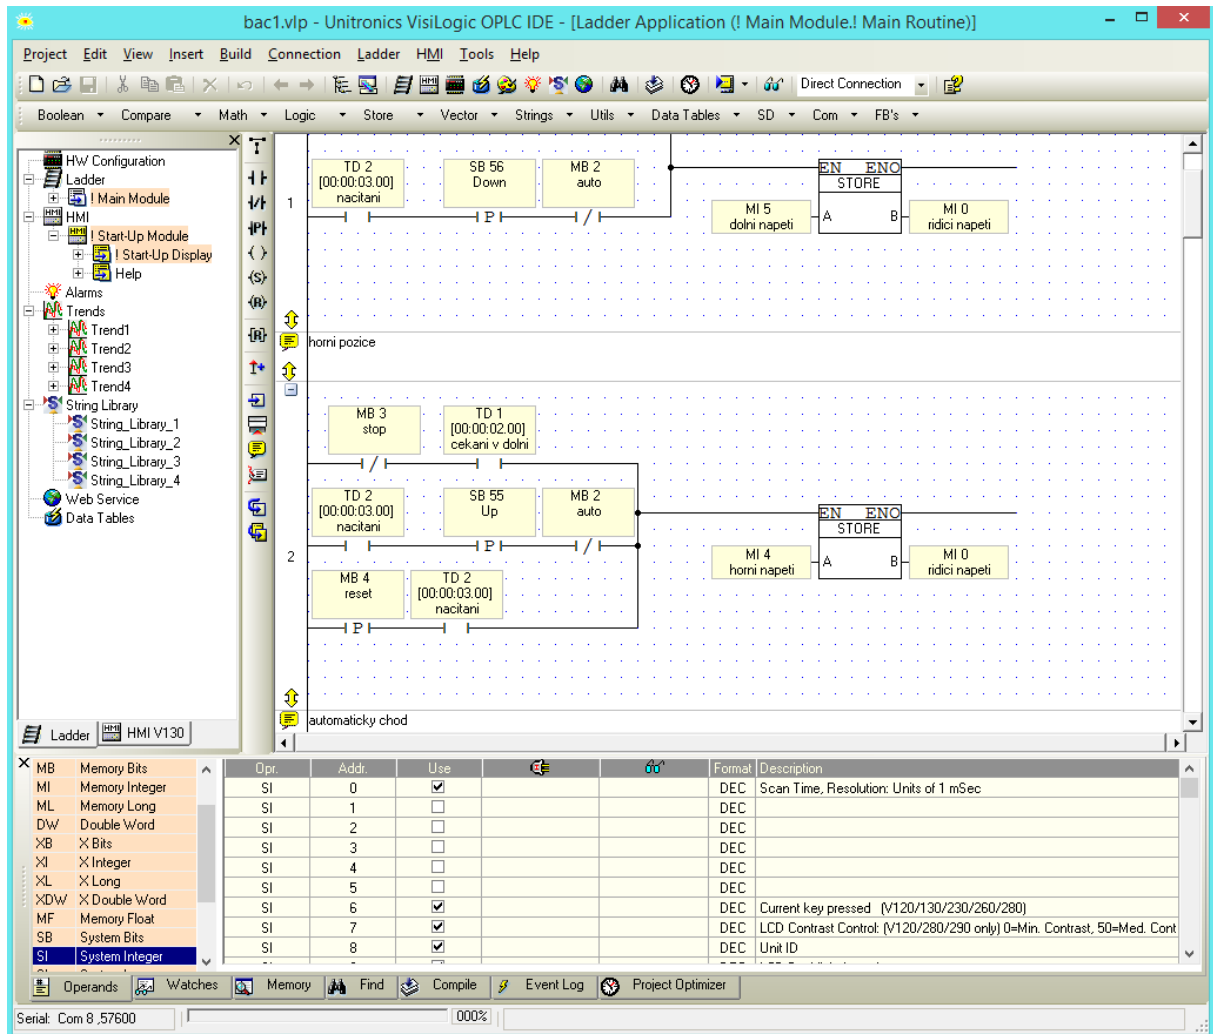 bac1.vlp - Unitronics VisiLogic OPLC IDE - [Ladder Application (! Main Module.! Main Routine)]
Project Edit View Insert Build Connection Ladder HMI Tools Help
Direct Connection
Boolean Compare Math Logic Store Vector Strings Utils Data Tables SD Com FB's
HW Configuration
Ladder
! Main Module
HMI
! Start-Up Module
! Start-Up Display
Help
Alarms
Trends
Trend1
Trend2
Trend3
Trend4
String Library
String_Library_1
String_Library_2
String_Library_3
String_Library_4
Web Service
Data Tables
Ladder HMI V130
1
TD 2
[00:00:03.00]
nacitani
SB 56
Down
P
MB 2
auto
EN ENO
STORE
A B
MI 5
dolni napeti
MI 0
ridici napeti
horni pozice
2
MB 3
stop
TD 1
[00:00:02.00]
cekani v dolni
TD 2
[00:00:03.00]
nacitani
SB 55
Up
P
MB 2
auto
EN ENO
STORE
A B
MI 4
horni napeti
MI 0
ridici napeti
MB 4
reset
P
TD 2
[00:00:03.00]
nacitani
automaticky chod
MB Memory Bits
MI Memory Integer
ML Memory Long
DW Double Word
XB X Bits
XI X Integer
XL X Long
XDW X Double Word
MF Memory Float
SB System Bits
SI System Integer
Opr. Addr. Use Format Description
SI 0 DEC Scan Time, Resolution: Units of 1 mSec
SI 1 DEC
SI 2 DEC
SI 3 DEC
SI 4 DEC
SI 5 DEC
SI 6 DEC Current key pressed (V120/130/230/260/280)
SI 7 DEC LCD Contrast Control: (V120/280/290 only) 0=Min. Contrast, 50=Med. Cont
SI 8 DEC Unit ID
Operands Watches Memory Find Compile Event Log Project Optimizer
Serial: Com 8 ,57600 000%